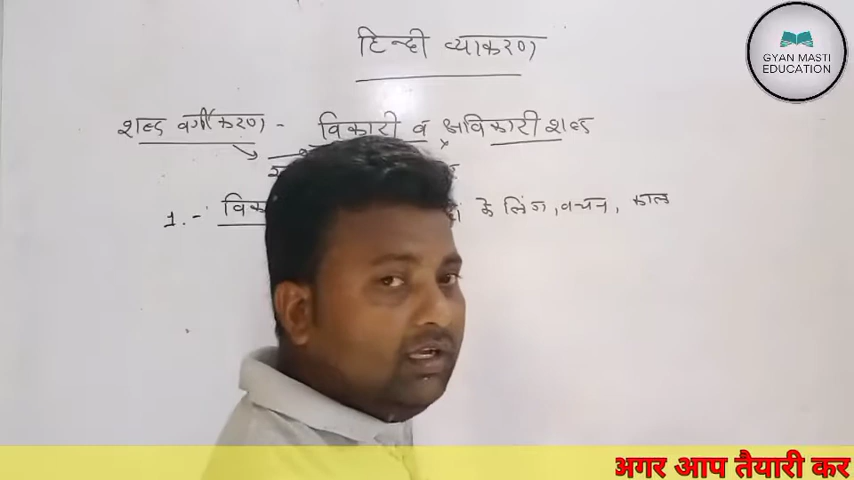 GYAN MASTI
EDUCATION
हिन्दी व्याकरण
शब्द वर्गीकरण - विकारी व अविकारी शब्द
1. - के लिंग, वचन, काल
अगर आप तैयारी कर